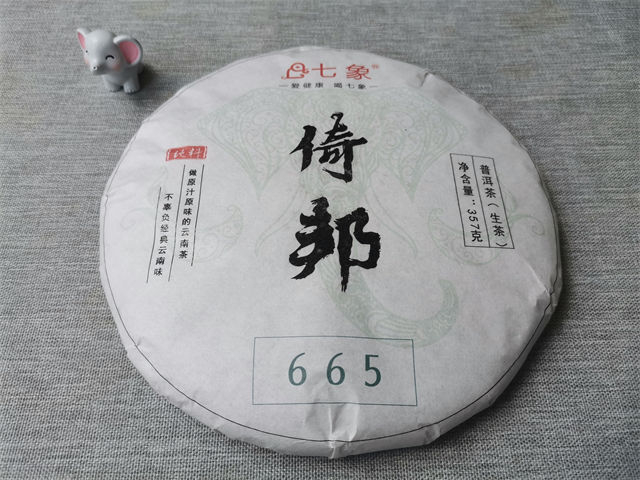 七象®
爱健康 喝七象
倚邦
普洱茶(生茶)
净含量:357克
纯料
做原汁原味的云南茶
不辜负经典云南味
665